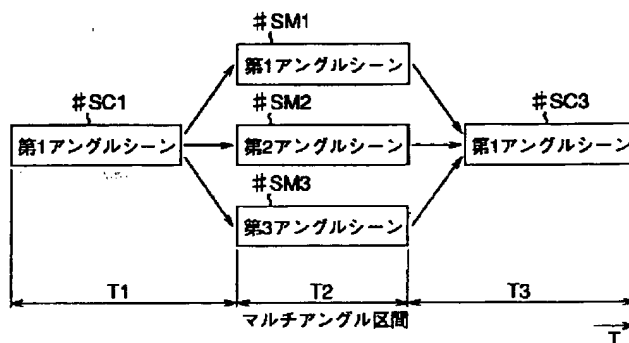 #SM1
第1アングルシーン
#SC1
#SM2
#SC3
第1アングルシーン
第2アングルシーン
第1アングルシーン
#SM3
第3アングルシーン
T1
T2
T3
マルチアングル区間
T